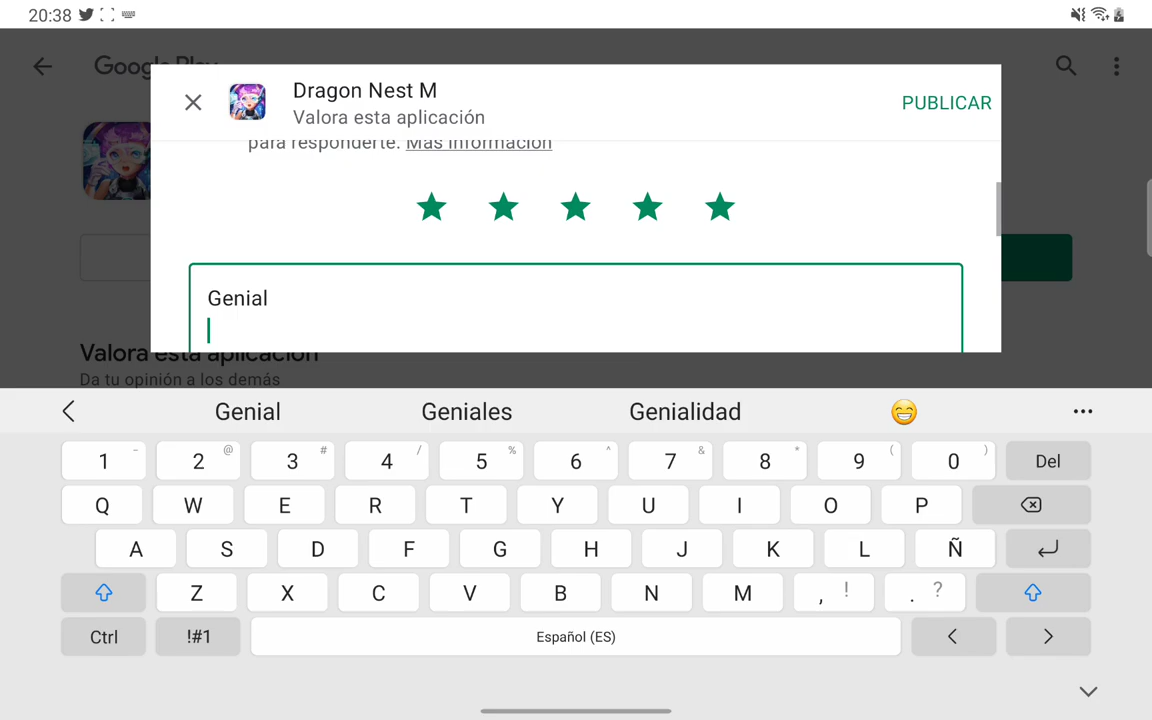 20:38
Google Play
Dragon Nest M
Valora esta aplicación
PUBLICAR
para responderte. Más información
Genial
Valora esta aplicación
Da tu opinión a los demás
Genial Geniales Genialidad
1 - 2 @ 3 # 4 / 5 % 6 ^ 7 & 8 * 9 ( 0 ) Del
Q W E R T Y U I O P
A S D F G H J K L Ñ
Z X C V B N M , ! . ?
Ctrl !#1 Español (ES) < >